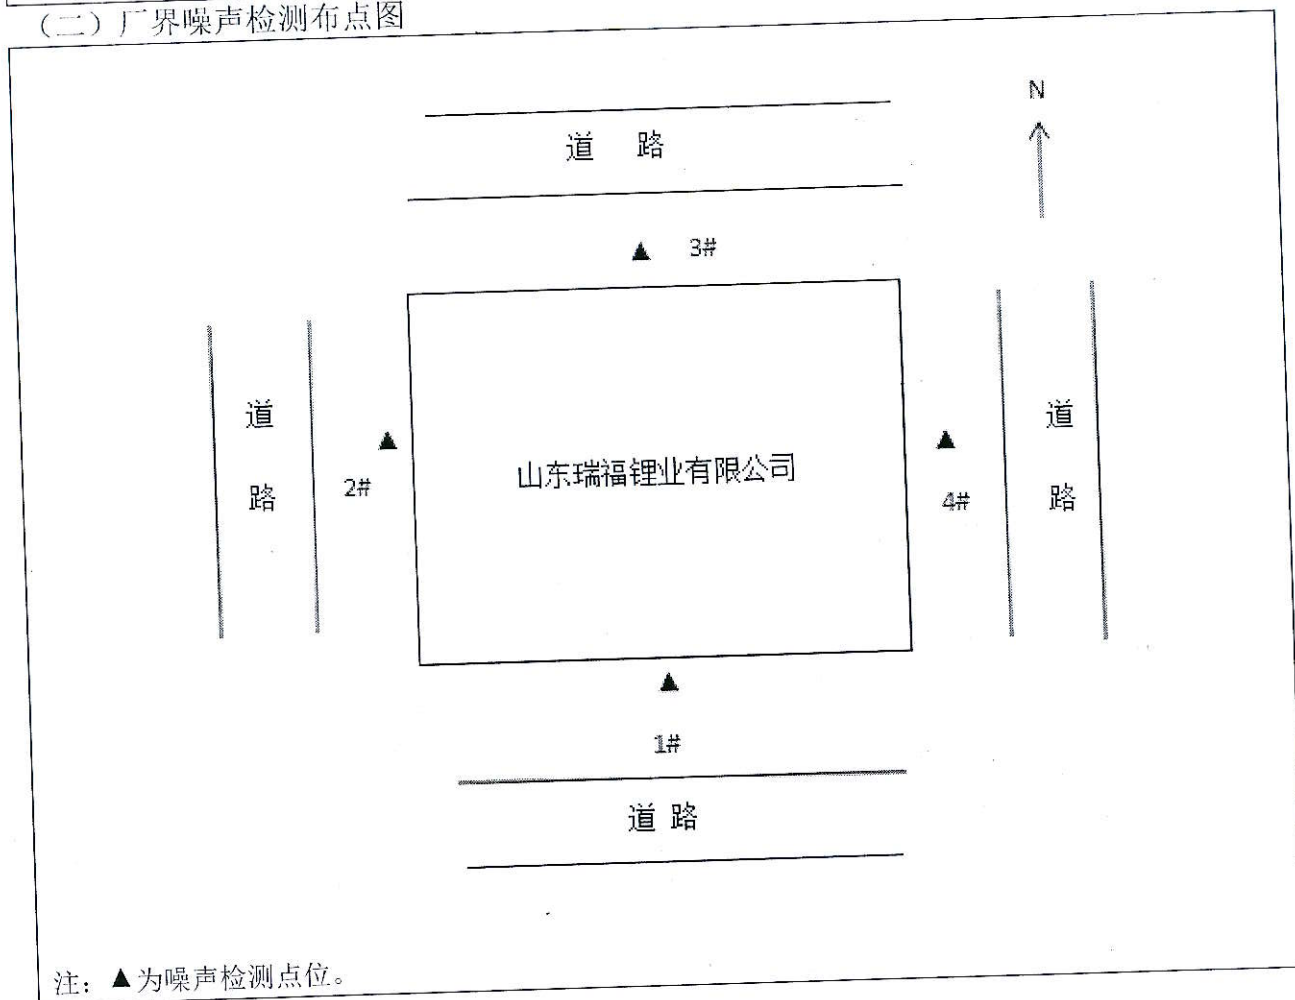 （二）厂界噪声检测布点图
N
道 路
3#
道
路
2#
山东瑞福锂业有限公司
4#
道
路
1#
道 路
注：▲为噪声检测点位。